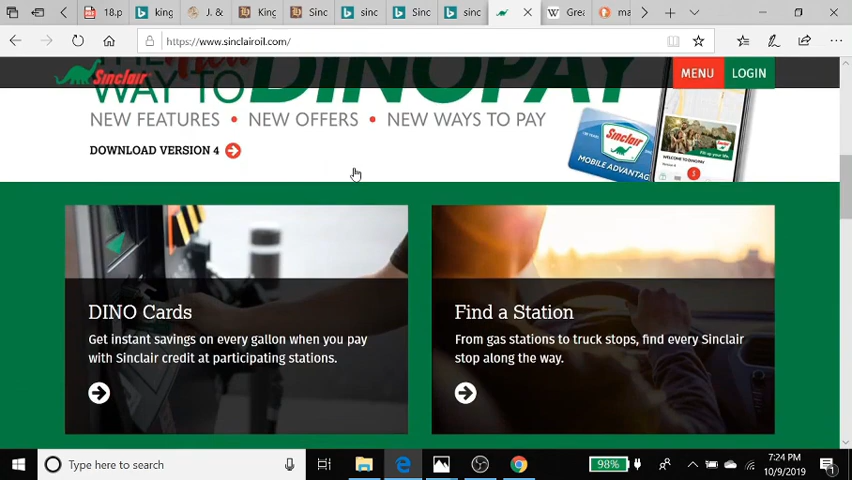 18.p
king
J. &
King
Sinc
sinc
Sinc
sinc
Grea
ma
https://www.sinclairoil.com/
THE New
WAY TO DINOPAY
Sinclair
MENU
LOGIN
NEW FEATURES • NEW OFFERS • NEW WAYS TO PAY
DOWNLOAD VERSION 4
Sinclair
MOBILE ADVANTAG
WELCOME TO DINOPAY
DINO Cards
Get instant savings on every gallon when you pay
with Sinclair credit at participating stations.
Find a Station
From gas stations to truck stops, find every Sinclair
stop along the way.
Type here to search
98%
7:24 PM
10/9/2019
1